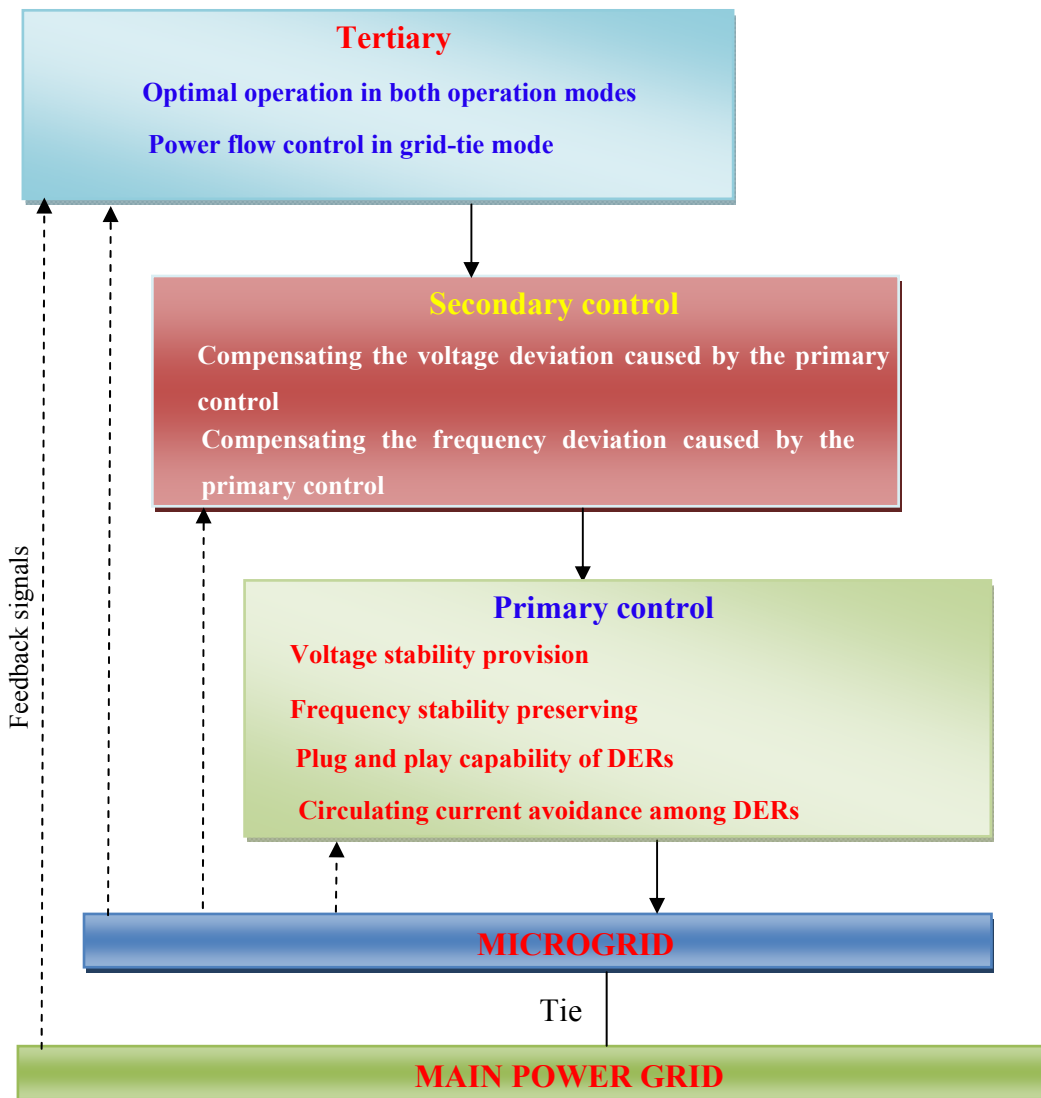 Tertiary
Optimal operation in both operation modes
Power flow control in grid-tie mode
Secondary control
Compensating the voltage deviation caused by the primary
control
Compensating the frequency deviation caused by the
primary control
Primary control
Voltage stability provision
Frequency stability preserving
Plug and play capability of DERs
Circulating current avoidance among DERs
Feedback signals
MICROGRID
Tie
MAIN POWER GRID